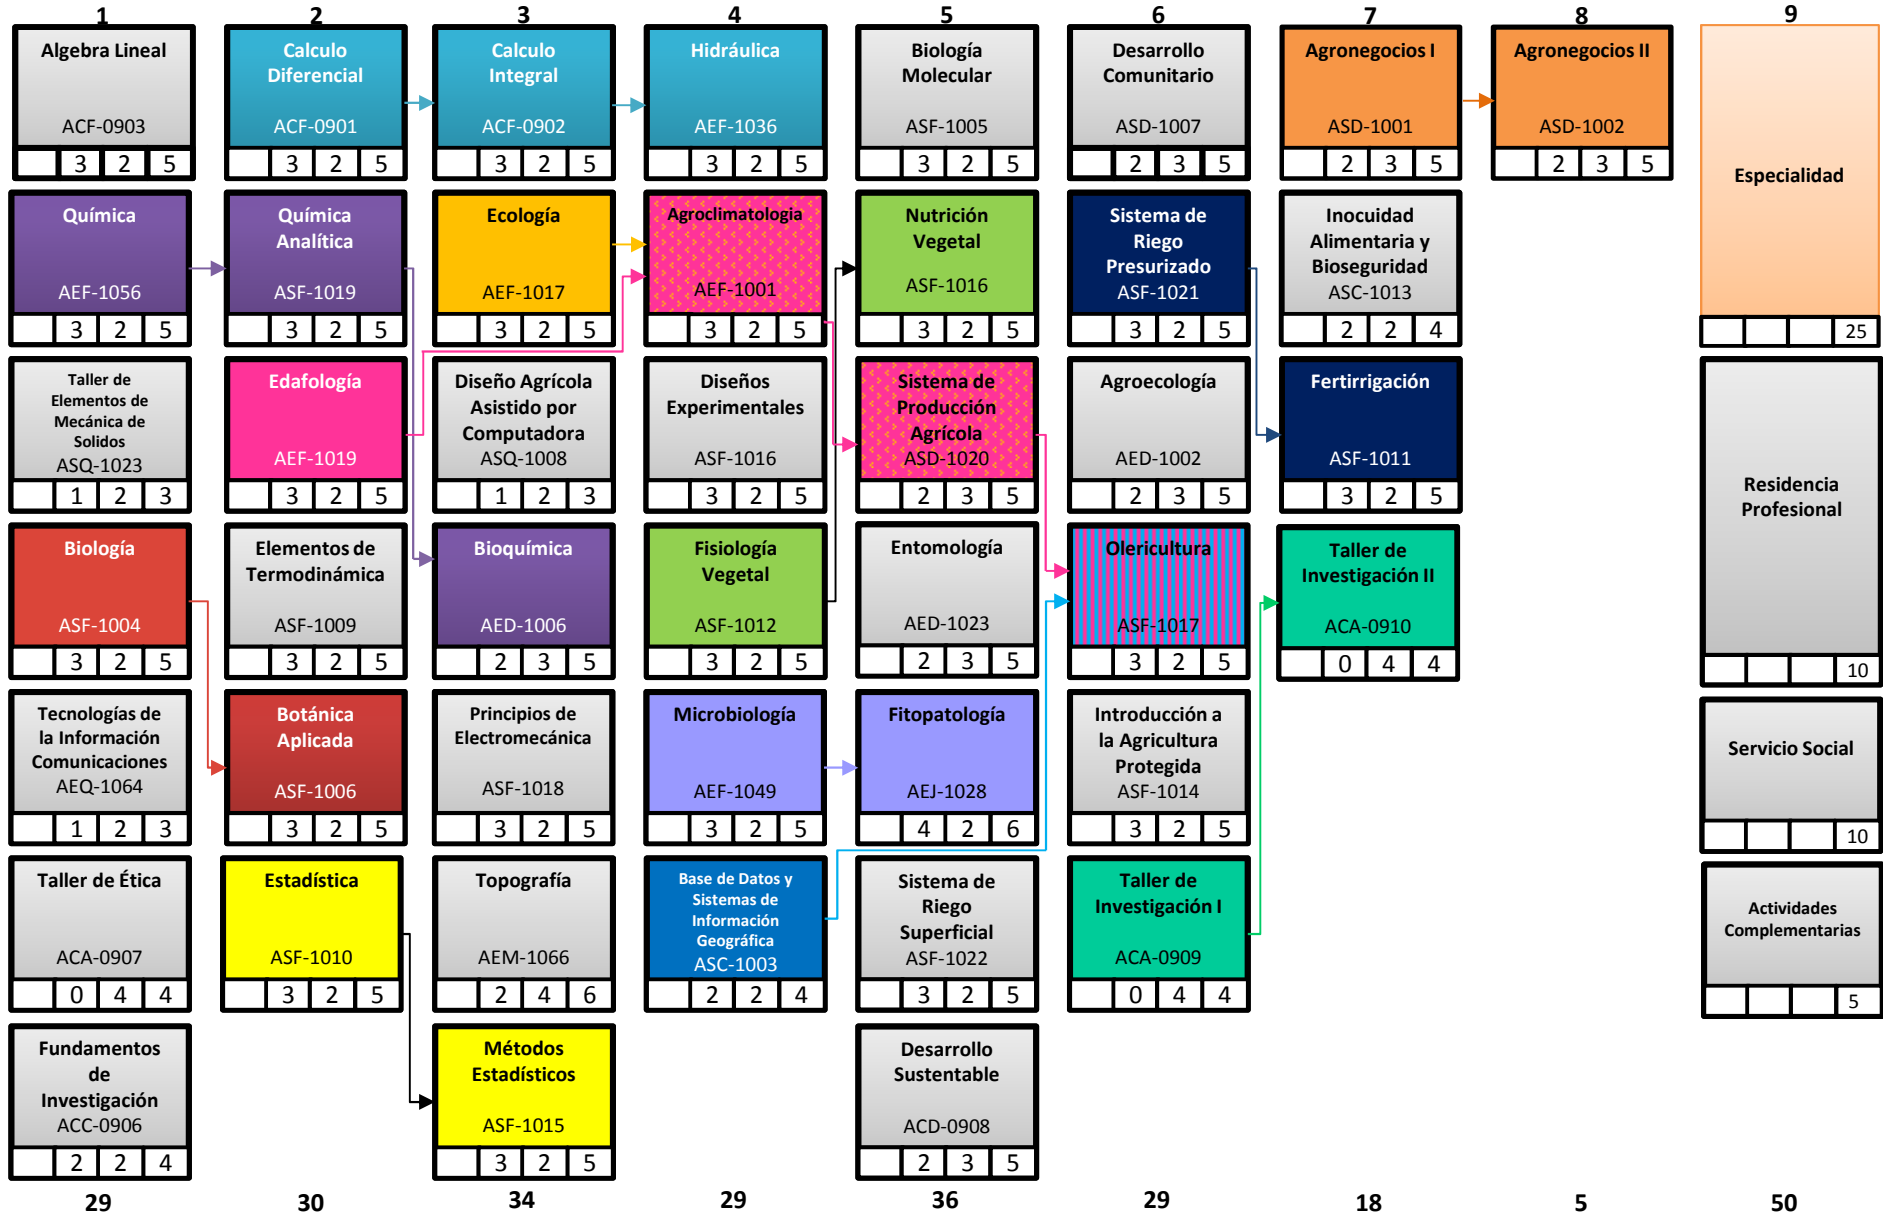 1
Algebra Lineal
ACF-0903
3 2 5
Química
AEF-1056
3 2 5
Taller de
Elementos de
Mecánica de
Solidos
ASQ-1023
1 2 3
Biología
ASF-1004
3 2 5
Tecnologías de
la Información
Comunicaciones
AEQ-1064
1 2 3
Taller de Ética
ACA-0907
0 4 4
Fundamentos
de
Investigación
ACC-0906
2 2 4
29
2
Calculo
Diferencial
ACF-0901
3 2 5
Química
Analítica
ASF-1019
3 2 5
Edafología
AEF-1019
3 2 5
Elementos de
Termodinámica
ASF-1009
3 2 5
Botánica
Aplicada
ASF-1006
3 2 5
Estadística
ASF-1010
3 2 5
30
3
Calculo
Integral
ACF-0902
3 2 5
Ecología
AEF-1017
3 2 5
Diseño Agrícola
Asistido por
Computadora
ASQ-1008
1 2 3
Bioquímica
AED-1006
2 3 5
Principios de
Electromecánica
ASF-1018
3 2 5
Topografía
AEM-1066
2 4 6
Métodos
Estadísticos
ASF-1015
3 2 5
34
4
Hidráulica
AEF-1036
3 2 5
Agroclimatologia
AEF-1001
3 2 5
Diseños
Experimentales
ASF-1016
3 2 5
Fisiología
Vegetal
ASF-1012
3 2 5
Microbiología
AEF-1049
3 2 5
Base de Datos y
Sistemas de
Información
Geográfica
ASC-1003
2 2 4
29
5
Biología
Molecular
ASF-1005
3 2 5
Nutrición
Vegetal
ASF-1016
3 2 5
Sistema de
Producción
Agrícola
ASD-1020
2 3 5
Entomología
AED-1023
2 3 5
Fitopatología
AEJ-1028
4 2 6
Sistema de
Riego
Superficial
ASF-1022
3 2 5
Desarrollo
Sustentable
ACD-0908
2 3 5
36
6
Desarrollo
Comunitario
ASD-1007
2 3 5
Sistema de
Riego
Presurizado
ASF-1021
3 2 5
Agroecología
AED-1002
2 3 5
Olericultura
ASF-1017
3 2 5
Introducción a
la Agricultura
Protegida
ASF-1014
3 2 5
Taller de
Investigación I
ACA-0909
0 4 4
29
7
Agronegocios I
ASD-1001
2 3 5
Inocuidad
Alimentaria y
Bioseguridad
ASC-1013
2 2 4
Fertirrigación
ASF-1011
3 2 5
Taller de
Investigación II
ACA-0910
0 4 4
18
8
Agronegocios II
ASD-1002
2 3 5
5
9
Especialidad
25
Residencia
Profesional
10
Servicio Social
10
Actividades
Complementarias
5
50